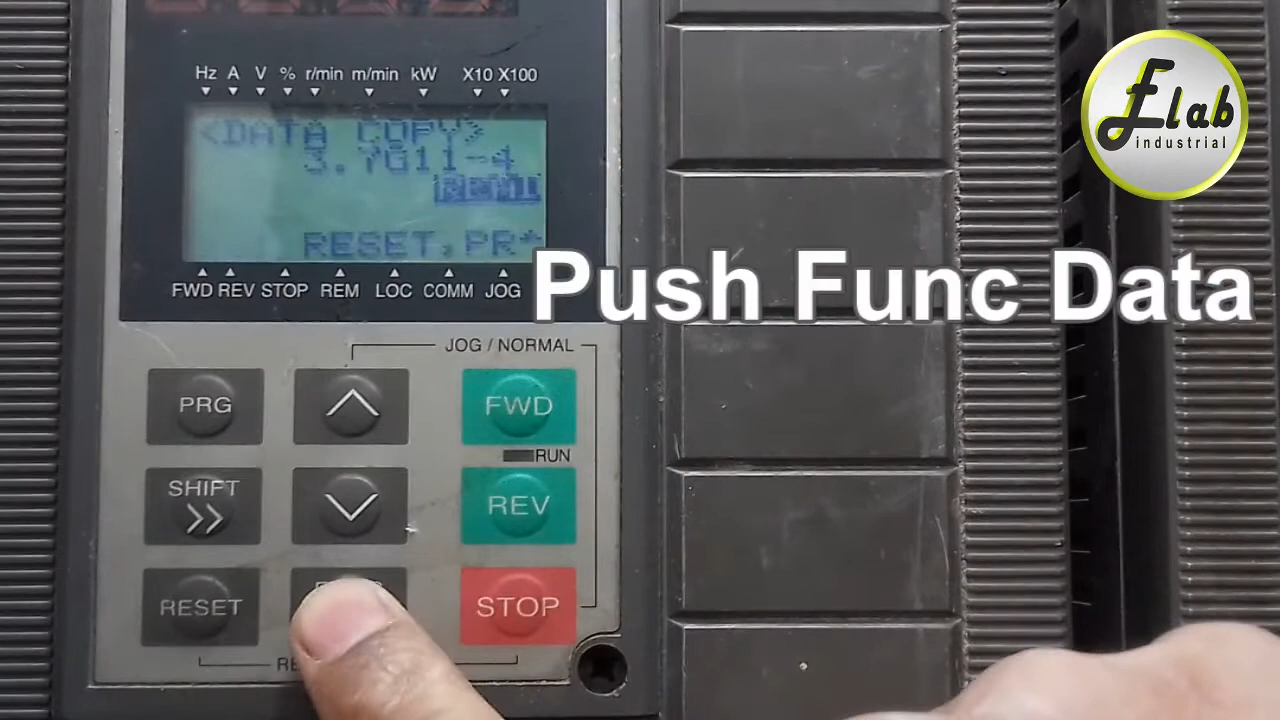 Hz A V % r/min m/min kW X10 X100
<DATA COPY>
3.7G11-4
RESET,PR*
FWD REV STOP REM LOC COMM JOG
Push Func Data
JOG / NORMAL
PRG
FWD
RUN
SHIFT
REV
RESET
STOP
Elab
industrial